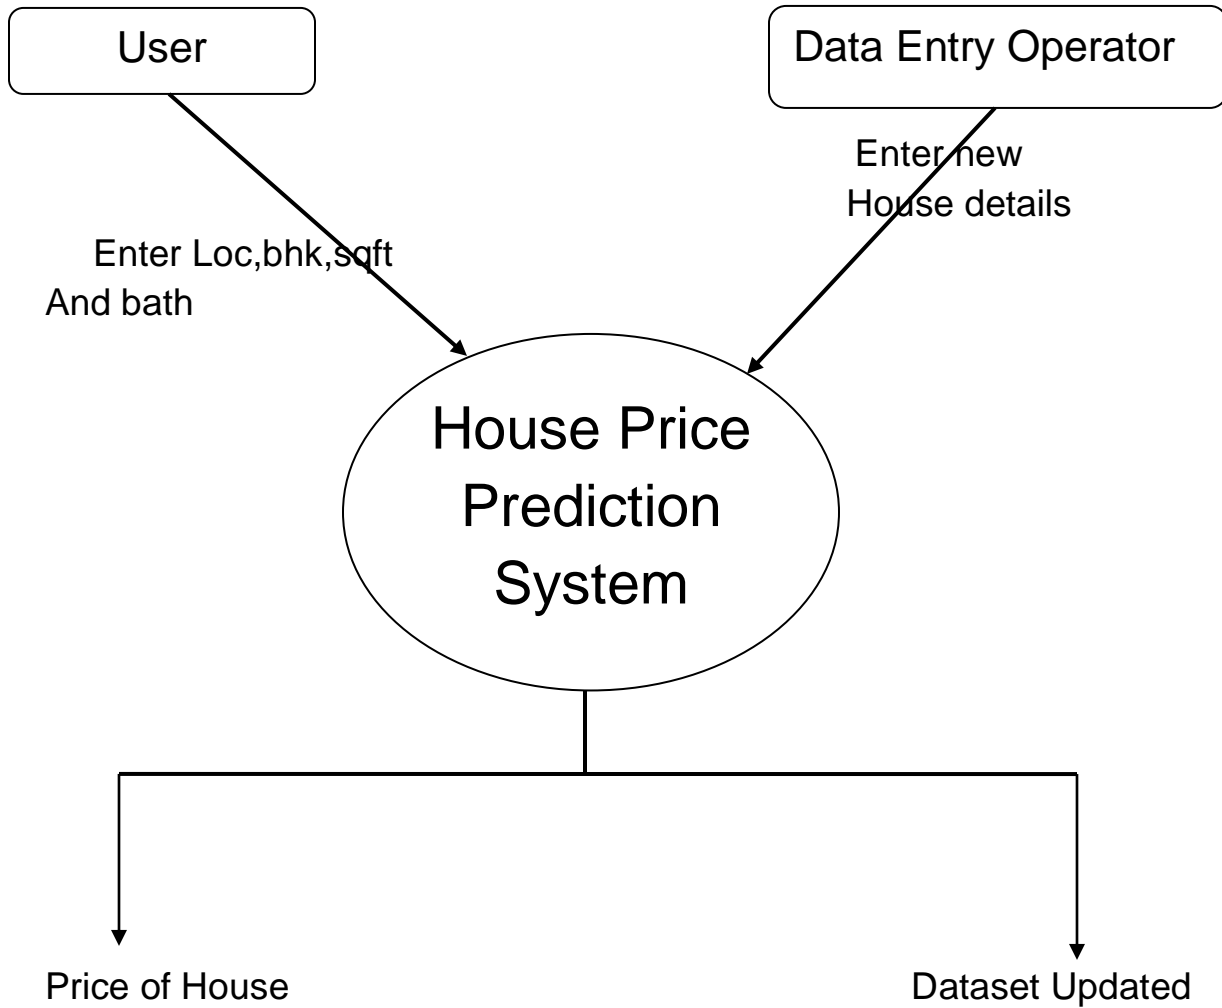 User
Data Entry Operator
Enter new
House details
Enter Loc,bhk,sqft
And bath
House Price
Prediction
System
Price of House
Dataset Updated